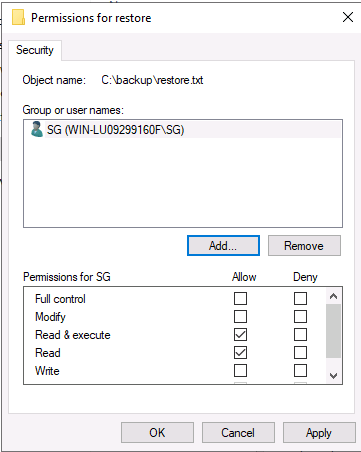 Permissions for restore
Security
Object name: C:\backup\restore.txt
Group or user names:
SG (WIN-LU09299160F\SG)
Add... Remove
Permissions for SG Allow Deny
Full control
Modify
Read & execute
Read
Write
OK Cancel Apply